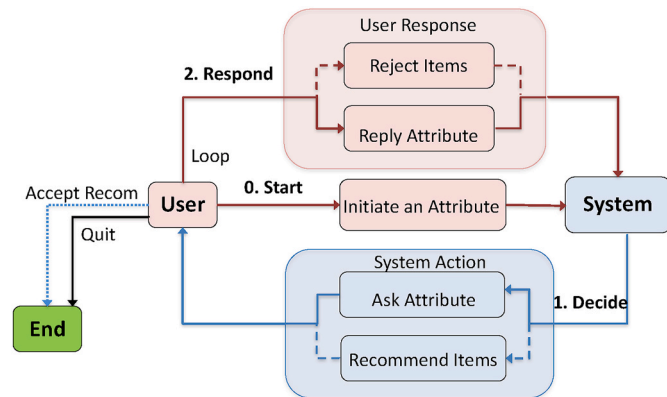 User Response
2. Respond
Reject Items
Reply Attribute
Loop
Accept Recom
0. Start
User
Initiate an Attribute
System
Quit
System Action
Ask Attribute
1. Decide
End
Recommend Items